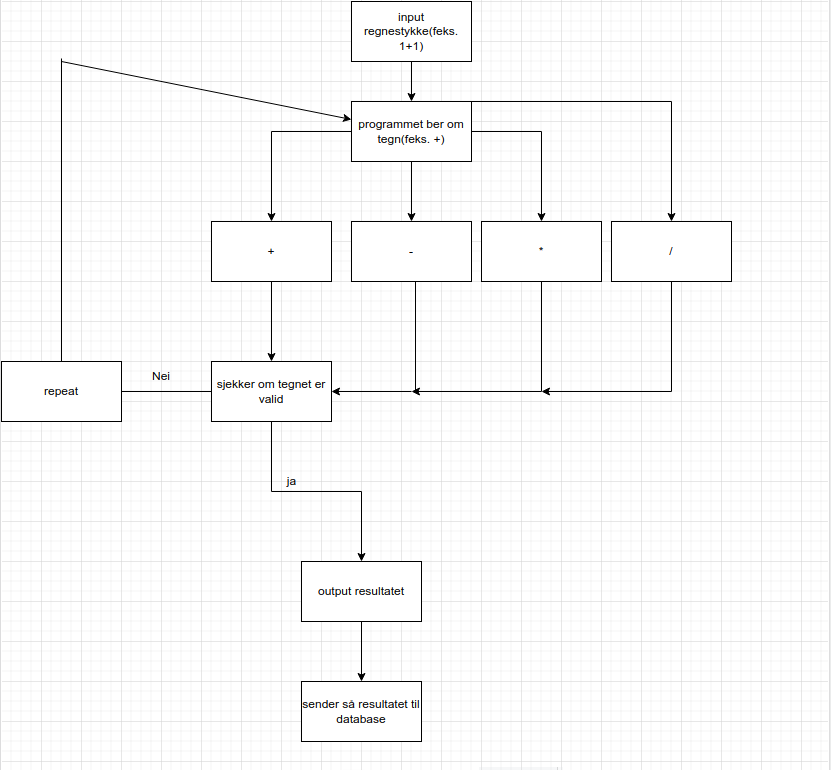 input
regnestykke(feks.
1+1)
programmet ber om
tegn(feks. +)
+
-
*
/
repeat
Nei
sjekker om tegnet er
valid
ja
output resultatet
sender så resultatet til
database